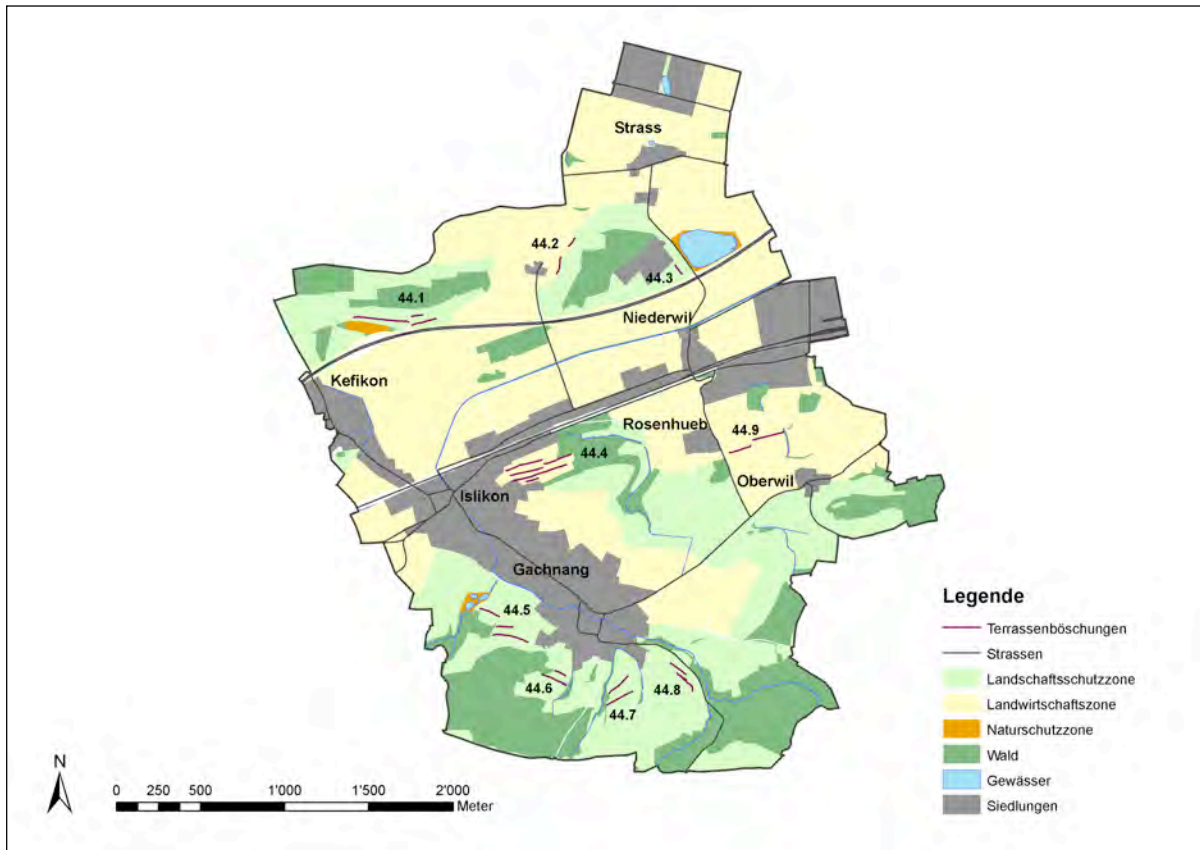 Strass
44.2
44.3
44.1
Niederwil
Kefikon
Rosenhueb
44.9
44.4
Oberwil
Islikon
Gachnang
44.5
44.6
44.8
44.7
Legende
Terrassenböschungen
Strassen
Landschaftsschutzzone
Landwirtschaftszone
Naturschutzzone
Wald
Gewässer
Siedlungen
N
0 250 500 1'000 1'500 2'000
Meter